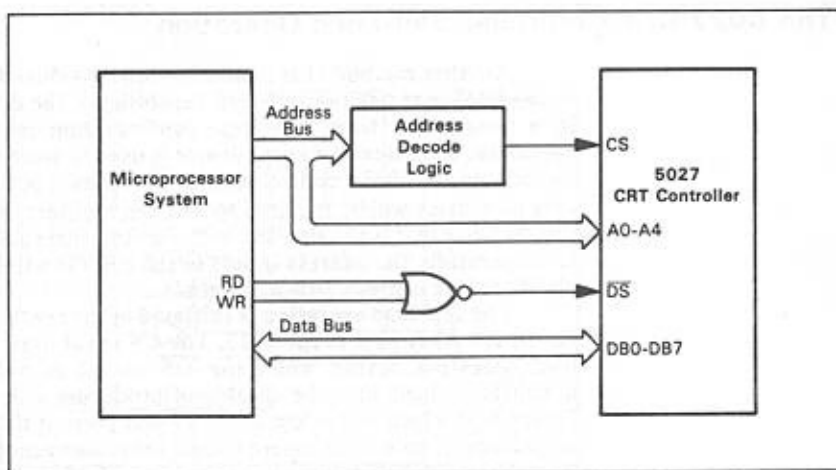 Microprocessor
System
Address
Bus
Address
Decode
Logic
CS
5027
CRT Controller
A0-A4
RD
WR
DS
Data Bus
DB0-DB7